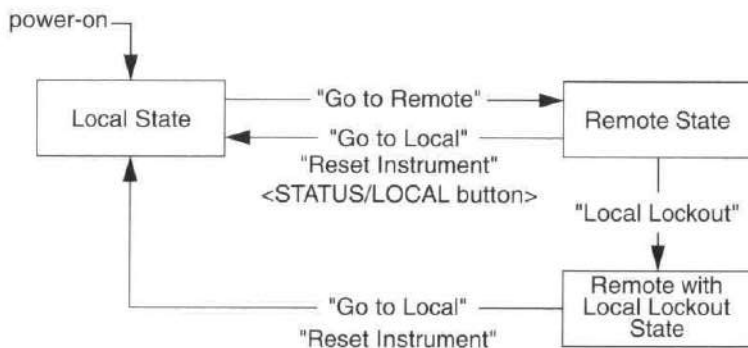 power-on
Local State
"Go to Remote"
Remote State
"Go to Local"
"Reset Instrument"
<STATUS/LOCAL button>
"Local Lockout"
Remote with
Local Lockout
State
"Go to Local"
"Reset Instrument"